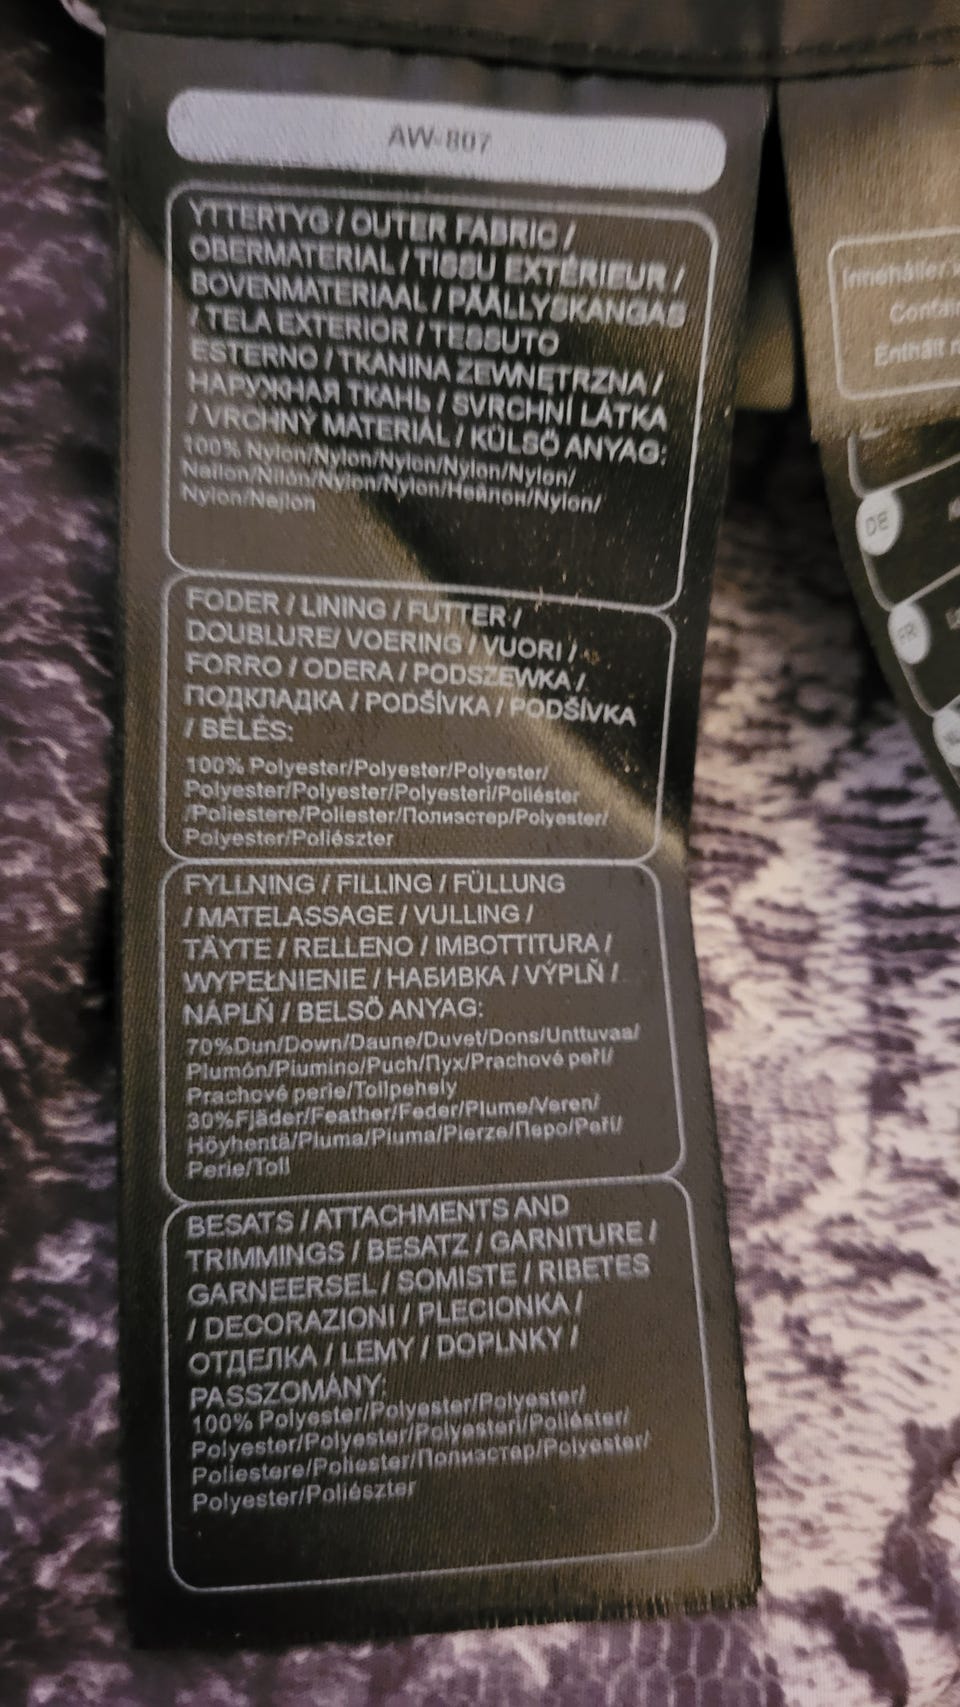 AW-807
YTTERTYG / OUTER FABRIC /
OBERMATERIAL / TISSU EXTÉRIEUR /
BOVENMATERIAAL / PÄÄLLYSKANGAS
/ TELA EXTERIOR / TESSUTO
ESTERNO / TKANINA ZEWNĘTRZNA /
НАРУЖНАЯ ТКАНЬ / SVRCHNÍ LÁTKA
/ VRCHNÝ MATERIÁL / KÜLSÖ ANYAG:
100% Nylon/Nylon/Nylon/Nylon/Nylon/
Nailon/Nilón/Nylon/Nylon/Нейлон/Nylon/
Nylon/Nejlon
FODER / LINING / FUTTER /
DOUBLURE/ VOERING / VUORI /
FORRO / ODERA / PODSZEWKA /
ПОДКЛАДКА / PODŠÍVKA / PODŠÍVKA
/ BÉLÉS:
100% Polyester/Polyester/Polyester/
Polyester/Polyester/Polyesteri/Poliéster
/Poliestere/Poliester/Полиэстер/Polyester/
Polyester/Poliészter
FYLLNING / FILLING / FÜLLUNG
/ MATELASSAGE / VULLING /
TÄYTE / RELLENO / IMBOTTITURA /
WYPEŁNIENIE / НАБИВКА / VÝPLŇ /
NÁPLŇ / BELSÖ ANYAG:
70%Dun/Down/Daune/Duvet/Dons/Unttuvaa/
Plumón/Piumino/Puch/Пух/Prachové peří/
Prachové perie/Tollpehely
30%Fjäder/Feather/Feder/Plume/Veren/
Höyhentä/Pluma/Piuma/Pierze/Перо/Peří/
Perie/Toll
BESATS / ATTACHMENTS AND
TRIMMINGS / BESATZ / GARNITURE /
GARNEERSEL / SOMISTE / RIBETES
/ DECORAZIONI / PLECIONKA /
ОТДЕЛКА / LEMY / DOPLNKY /
PASSZOMÁNY:
100% Polyester/Polyester/Polyester/
Polyester/Polyester/Polyesteri/Poliéster/
Poliestere/Poliester/Полиэстер/Polyester/
Polyester/Poliészter
Innehåller
Contai
Enthält
DE
FR